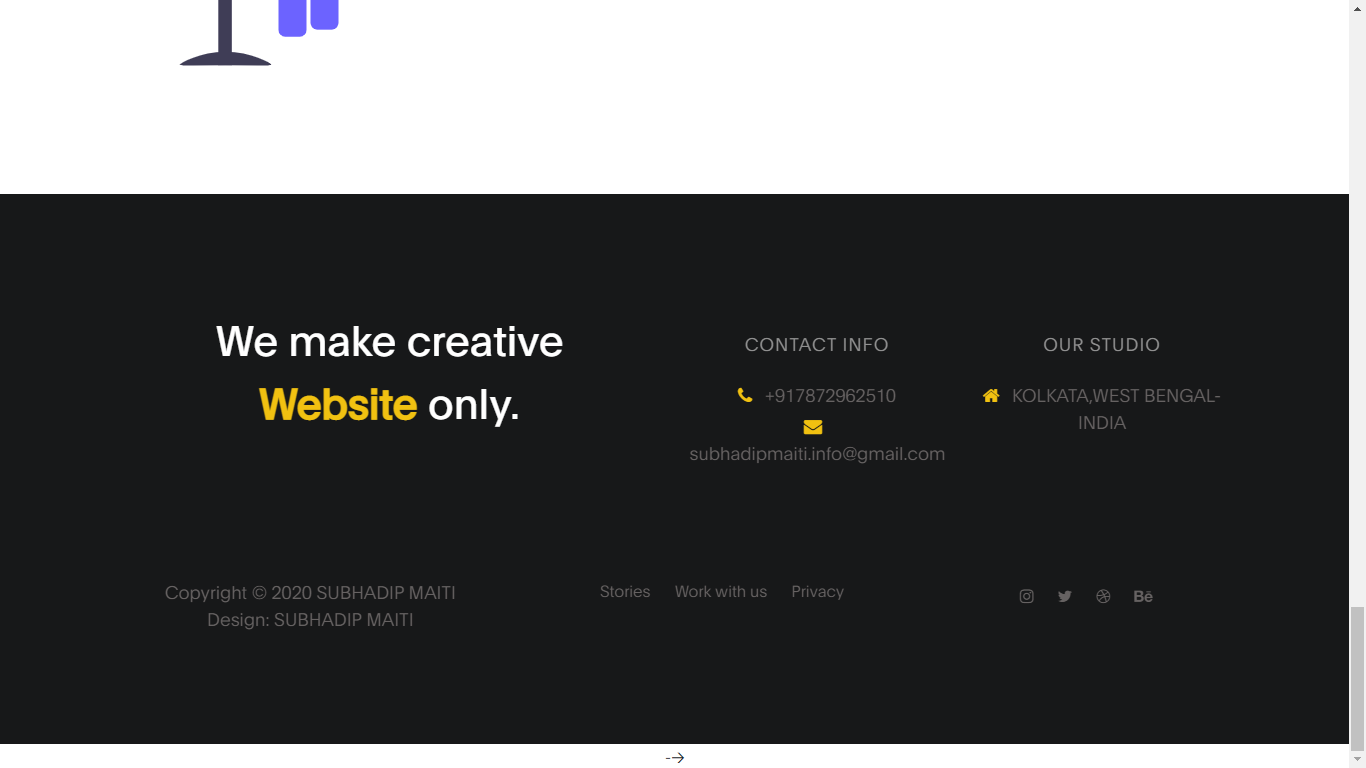 We make creative
Website only.
CONTACT INFO
+917872962510
subhadipmaiti.info@gmail.com
OUR STUDIO
KOLKATA,WEST BENGAL-
INDIA
Copyright © 2020 SUBHADIP MAITI
Design: SUBHADIP MAITI
Stories Work with us Privacy
Bē
-->